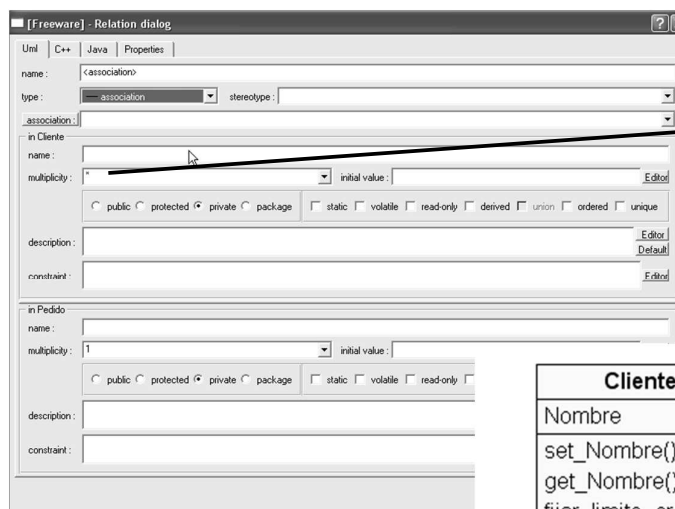 [Freeware] - Relation dialog
Uml C++ Java Properties
name : <association>
type : association stereotype :
association :
in Cliente
name :
multiplicity : * initial value : Editor
public protected private package static volatile read-only derived union ordered unique
description : Editor
Default
constraint : Editor
in Pedido
name :
multiplicity : 1 initial value :
public protected private package static volatile read-only
description :
constraint :
Cliente
Nombre
set_Nombre()
get_Nombre()